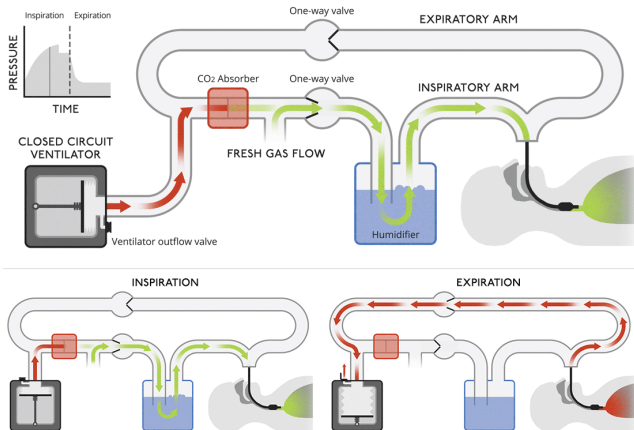 One-way valve
Inspiration Expiration
EXPIRATORY ARM
PRESSURE
CO₂ Absorber
One-way valve
INSPIRATORY ARM
TIME
CLOSED CIRCUIT
VENTILATOR
FRESH GAS FLOW
Humidifier
Ventilator outflow valve
INSPIRATION
EXPIRATION